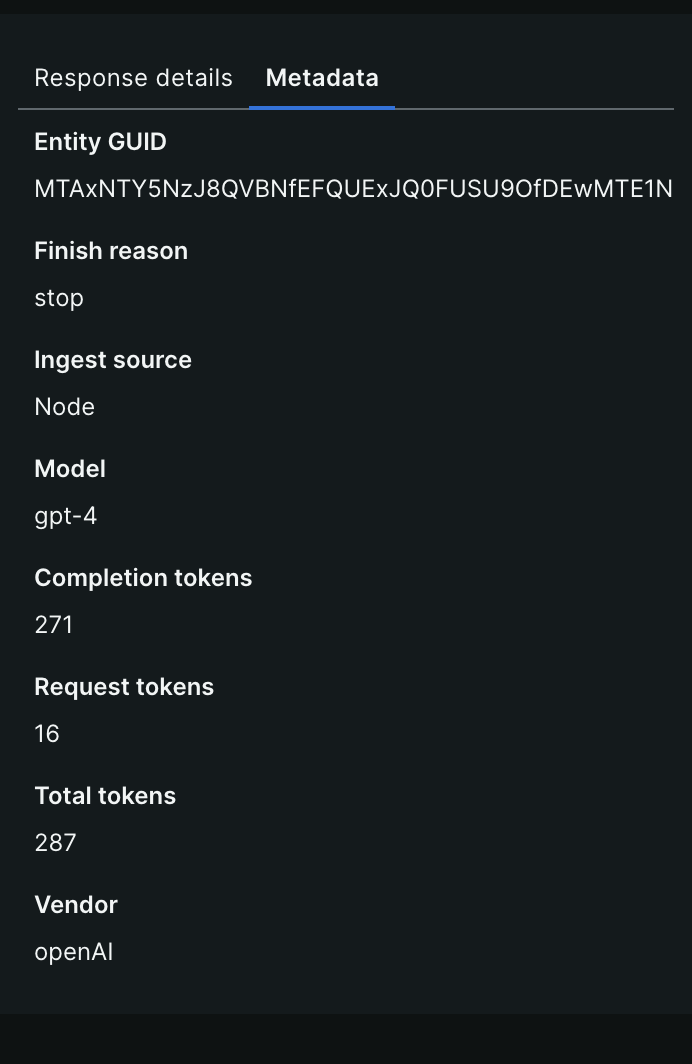 Response details Metadata
Entity GUID
MTAxNTY5NzJ8QVBNfEFQUExJQ0FUSU9OfDEwMTE1N
Finish reason
stop
Ingest source
Node
Model
gpt-4
Completion tokens
271
Request tokens
16
Total tokens
287
Vendor
openAI